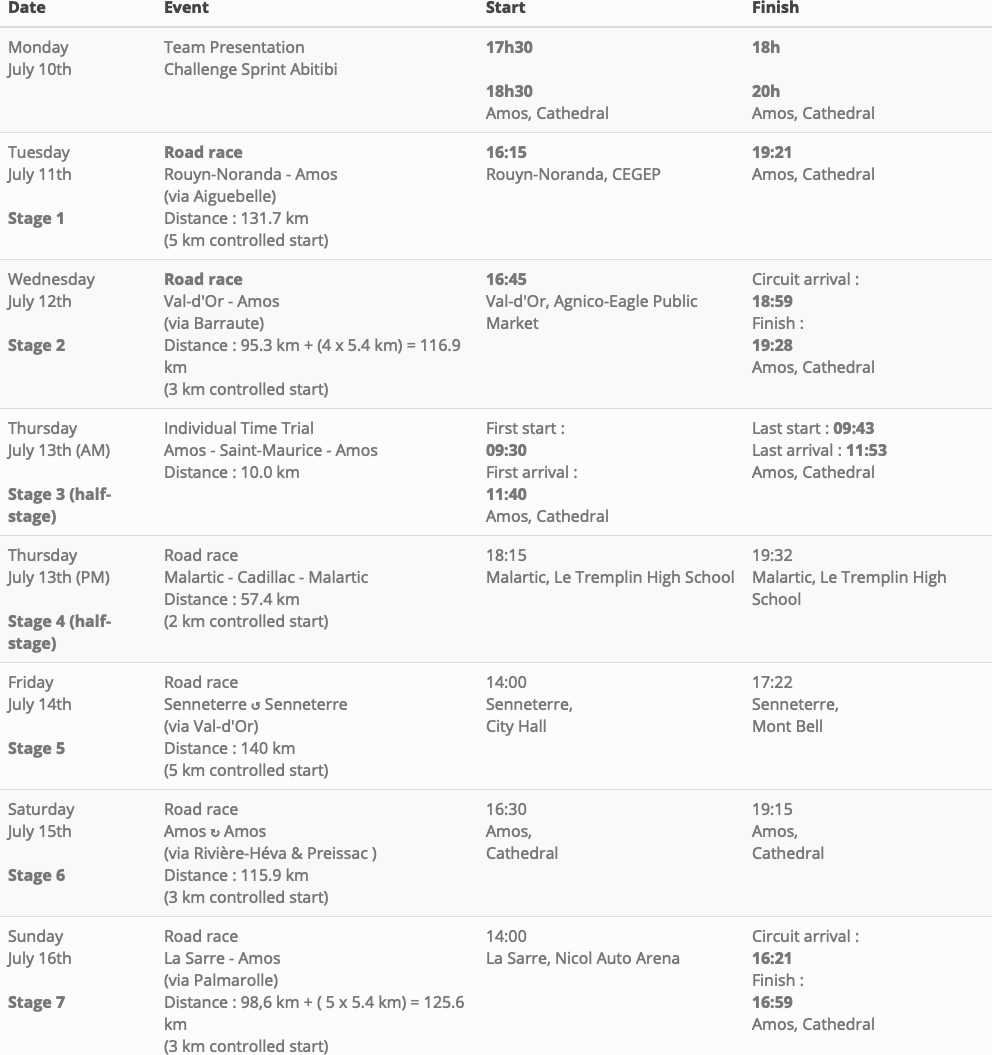 Date Event Start Finish
Monday Team Presentation 17h30 18h
July 10th Challenge Sprint Abitibi
18h30 20h
Amos, Cathedral Amos, Cathedral
Tuesday Road race 16:15 19:21
July 11th Rouyn-Noranda - Amos Rouyn-Noranda, CEGEP Amos, Cathedral
(via Aiguebelle)
Stage 1 Distance : 131.7 km
(5 km controlled start)
Wednesday Road race 16:45 Circuit arrival :
July 12th Val-d'Or - Amos Val-d'Or, Agnico-Eagle Public 18:59
(via Barraute) Market Finish :
Stage 2 Distance : 95.3 km + (4 x 5.4 km) = 116.9 19:28
km Amos, Cathedral
(3 km controlled start)
Thursday Individual Time Trial First start : Last start : 09:43
July 13th (AM) Amos - Saint-Maurice - Amos 09:30 Last arrival : 11:53
Distance : 10.0 km First arrival : Amos, Cathedral
Stage 3 (half- 11:40
stage) Amos, Cathedral
Thursday Road race 18:15 19:32
July 13th (PM) Malartic - Cadillac - Malartic Malartic, Le Tremplin High School Malartic, Le Tremplin High
Distance : 57.4 km School
Stage 4 (half- (2 km controlled start)
stage)
Friday Road race 14:00 17:22
July 14th Senneterre ↺ Senneterre Senneterre, Senneterre,
(via Val-d'Or) City Hall Mont Bell
Stage 5 Distance : 140 km
(5 km controlled start)
Saturday Road race 16:30 19:15
July 15th Amos ↻ Amos Amos, Amos,
(via Rivière-Héva & Preissac ) Cathedral Cathedral
Stage 6 Distance : 115.9 km
(3 km controlled start)
Sunday Road race 14:00 Circuit arrival :
July 16th La Sarre - Amos La Sarre, Nicol Auto Arena 16:21
(via Palmarolle) Finish :
Stage 7 Distance : 98,6 km + ( 5 x 5.4 km) = 125.6 16:59
km Amos, Cathedral
(3 km controlled start)